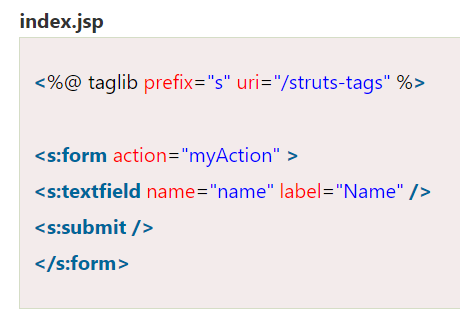 index.jsp
<%@ taglib prefix="s" uri="/struts-tags" %>
<s:form action="myAction" >
<s:textfield name="name" label="Name" />
<s:submit />
</s:form>